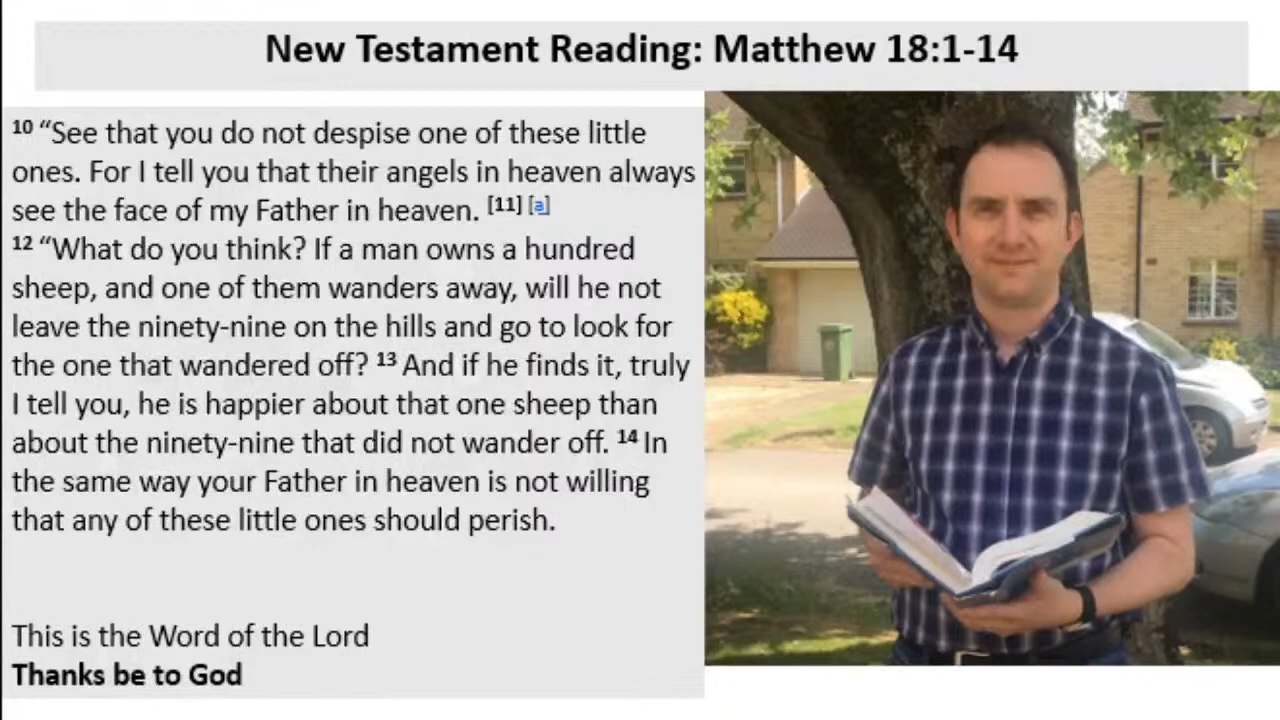 New Testament Reading: Matthew 18:1-14
10 “See that you do not despise one of these little
ones. For I tell you that their angels in heaven always
see the face of my Father in heaven. [11] [a]
12 “What do you think? If a man owns a hundred
sheep, and one of them wanders away, will he not
leave the ninety-nine on the hills and go to look for
the one that wandered off? 13 And if he finds it, truly
I tell you, he is happier about that one sheep than
about the ninety-nine that did not wander off. 14 In
the same way your Father in heaven is not willing
that any of these little ones should perish.
This is the Word of the Lord
Thanks be to God